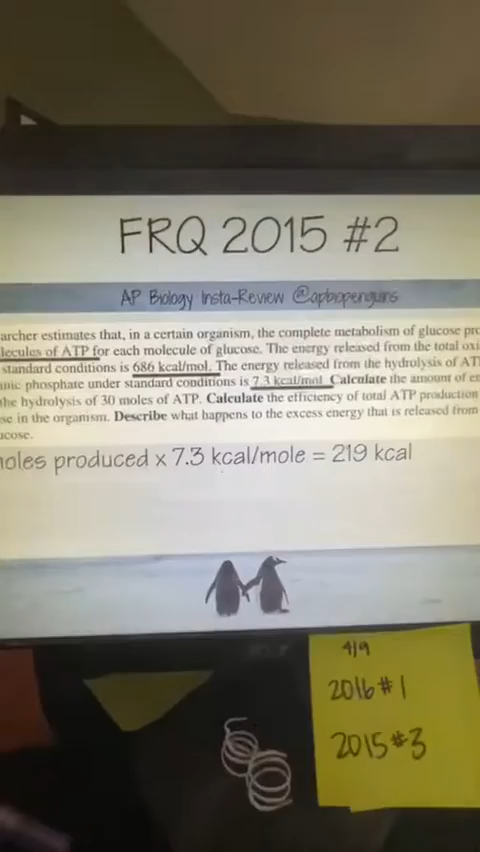 FRQ 2015 #2
AP Biology Insta-Review @apbiopenguins
archer estimates that, in a certain organism, the complete metabolism of glucose pro
lecules of ATP for each molecule of glucose. The energy released from the total oxi
standard conditions is 686 kcal/mol. The energy released from the hydrolysis of AT
anic phosphate under standard conditions is 7.3 kcal/mol. Calculate the amount of en
the hydrolysis of 30 moles of ATP. Calculate the efficiency of total ATP production
se in the organism. Describe what happens to the excess energy that is released from
ucose.
moles produced x 7.3 kcal/mole = 219 kcal
4/9
2016 #1
2015 #3